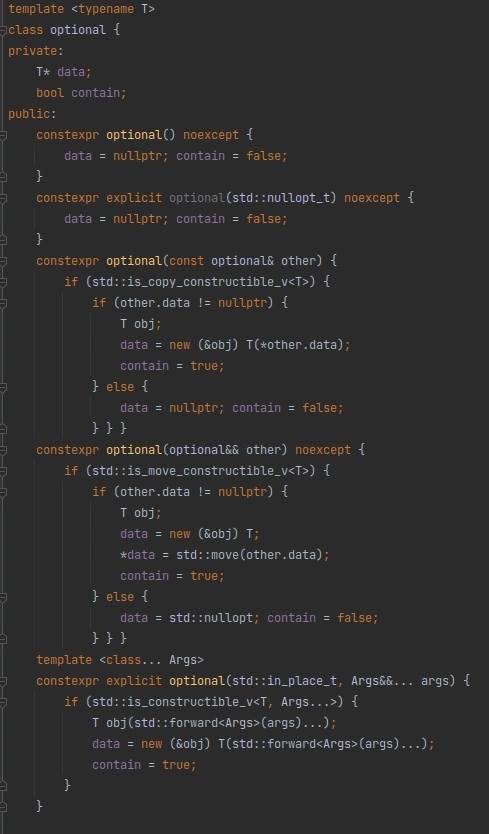 template <typename T>
class optional {
private:
    T* data;
    bool contain;
public:
    constexpr optional() noexcept {
        data = nullptr; contain = false;
    }
    constexpr explicit optional(std::nullopt_t) noexcept {
        data = nullptr; contain = false;
    }
    constexpr optional(const optional& other) {
        if (std::is_copy_constructible_v<T>) {
            if (other.data != nullptr) {
                T obj;
                data = new (&obj) T(*other.data);
                contain = true;
            } else {
                data = nullptr; contain = false;
            } } }
    constexpr optional(optional&& other) noexcept {
        if (std::is_move_constructible_v<T>) {
            if (other.data != nullptr) {
                T obj;
                data = new (&obj) T;
                *data = std::move(other.data);
                contain = true;
            } else {
                data = std::nullopt; contain = false;
            } } }
    template <class... Args>
    constexpr explicit optional(std::in_place_t, Args&&... args) {
        if (std::is_constructible_v<T, Args...>) {
            T obj(std::forward<Args>(args)...);
            data = new (&obj) T(std::forward<Args>(args)...);
            contain = true;
        }
    }